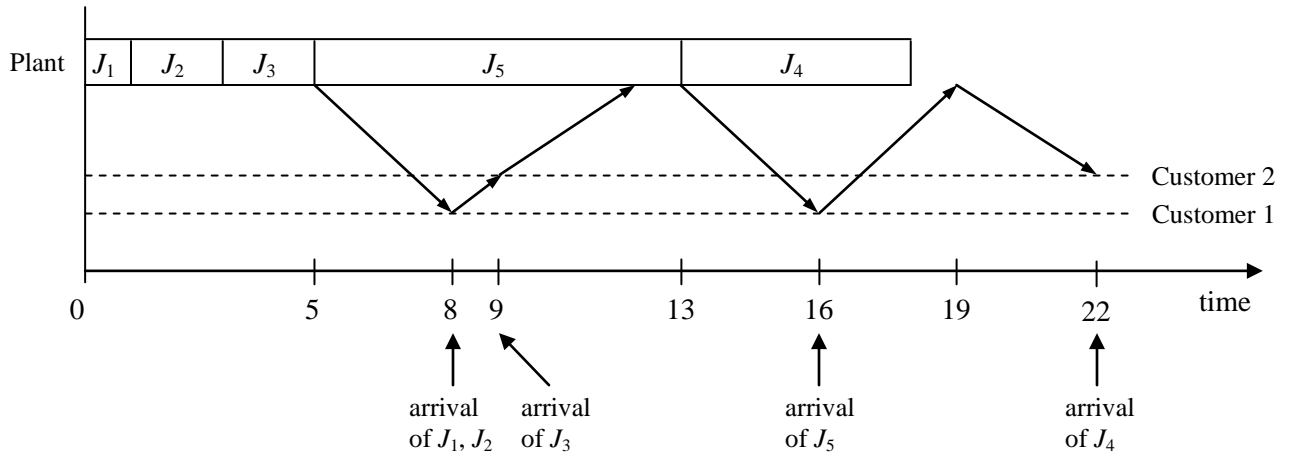 Plant J1 J2 J3 J5 J4
Customer 2
Customer 1
0 5 8 9 13 16 19 22 time
arrival arrival arrival arrival
of J1, J2 of J3 of J5 of J4